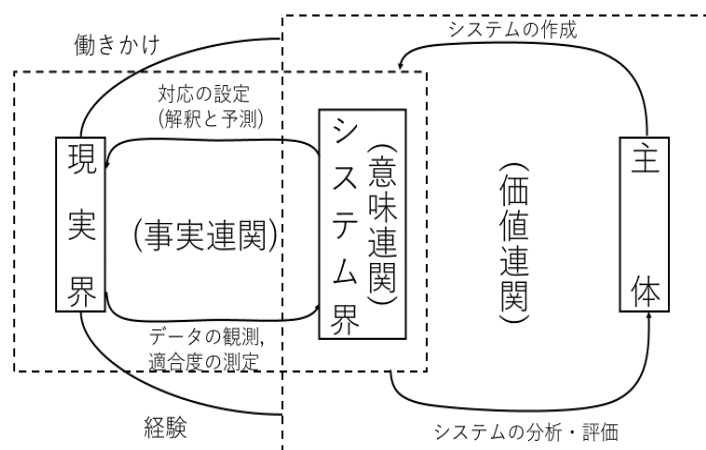 働きかけ
システムの作成
対応の設定
(解釈と予測)
現実界
(事実連関)
システム界
(意味連関)
(価値連関)
主体
データの観測,
適合度の測定
経験
システムの分析・評価